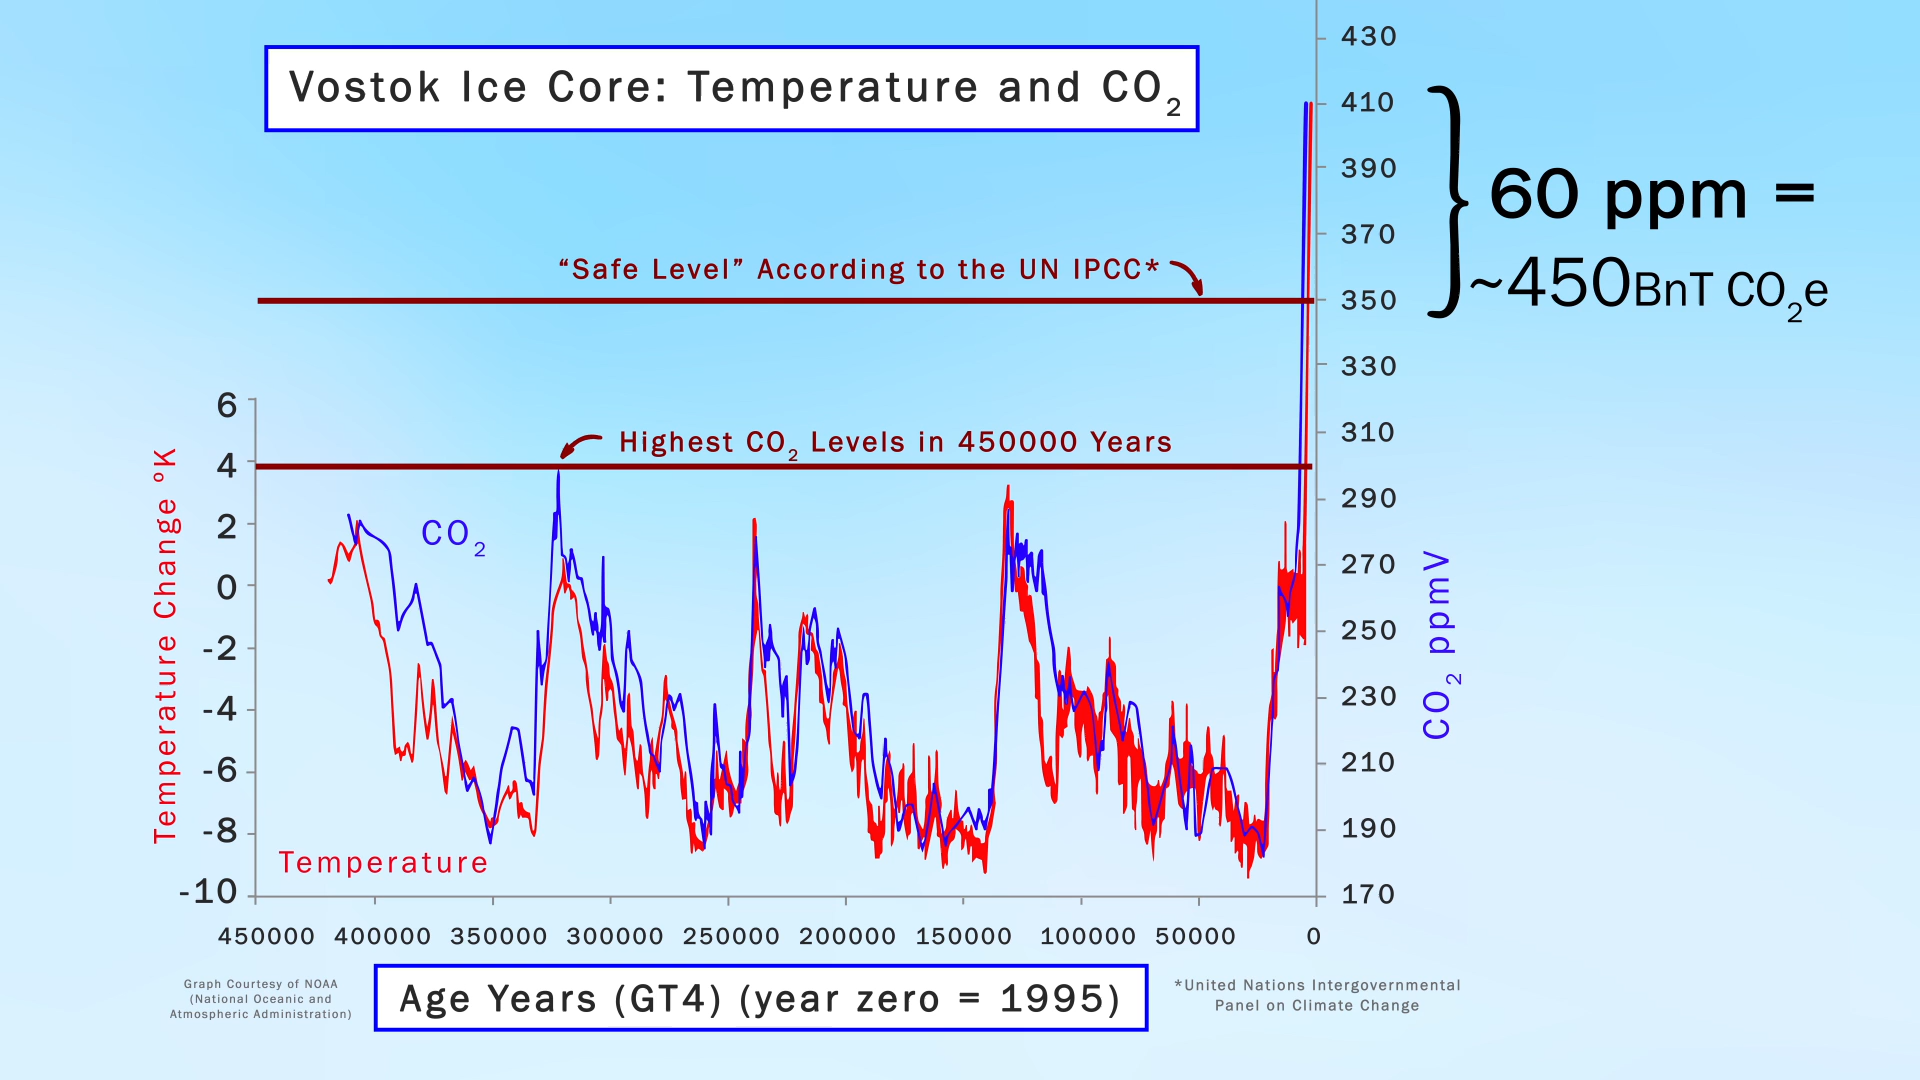 Vostok Ice Core: Temperature and CO₂
430
410
390
370
350
330
310
290
270
250
230
210
190
170
60 ppm =
~450BnT CO₂e
“Safe Level” According to the UN IPCC*
Highest CO₂ Levels in 450000 Years
6
4
2
0
-2
-4
-6
-8
-10
Temperature Change °K
CO₂
Temperature
CO₂ ppmV
450000 400000 350000 300000 250000 200000 150000 100000 50000 0
Graph Courtesy of NOAA
(National Oceanic and
Atmospheric Administration)
Age Years (GT4) (year zero = 1995)
*United Nations Intergovernmental
Panel on Climate Change